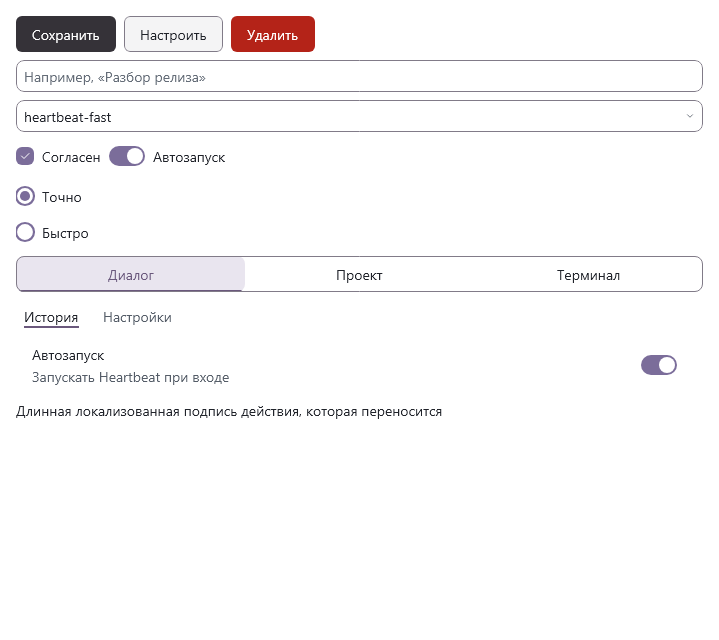 Сохранить Настроить Удалить
Например, «Разбор релиза»
heartbeat-fast
Согласен Автозапуск
Точно
Быстро
Диалог Проект Терминал
История Настройки
Автозапуск
Запускать Heartbeat при входе
Длинная локализованная подпись действия, которая переносится